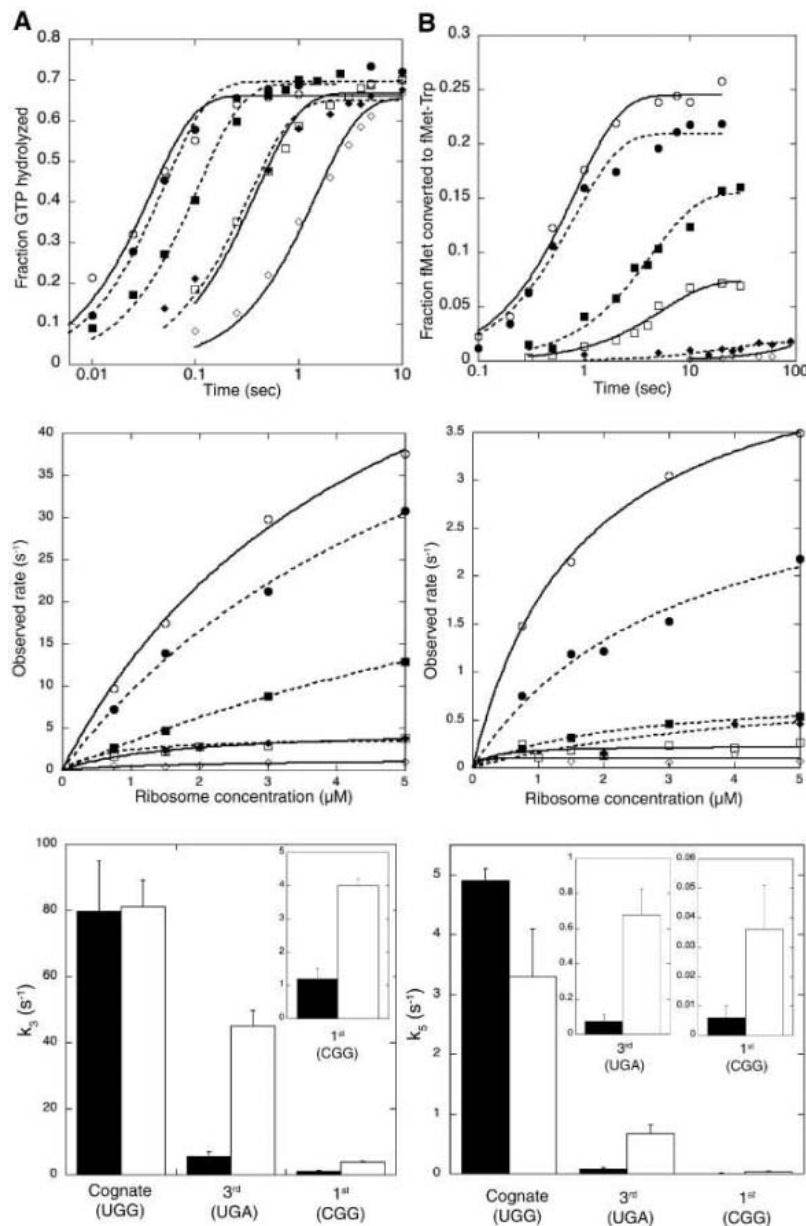 A
B
Fraction GTP hydrolyzed
0.8
0.7
0.6
0.5
0.4
0.3
0.2
0.1
0
0.01
0.1
1
10
Time (sec)
Fraction fMet converted to fMet-Trp
0.3
0.25
0.2
0.15
0.1
0.05
0
0.1
1
10
100
Time (sec)
Observed rate (s⁻¹)
40
35
30
25
20
15
10
5
0
0
1
2
3
4
5
Ribosome concentration (µM)
Observed rate (s⁻¹)
3.5
3
2.5
2
1.5
1
0.5
0
0
1
2
3
4
5
Ribosome concentration (µM)
k₃ (s⁻¹)
100
80
60
40
20
0
5
4
3
2
1
0
1st
(CGG)
Cognate
(UGG)
3rd
(UGA)
1st
(CGG)
k₅ (s⁻¹)
5
4
3
2
1
0
1
0.8
0.6
0.4
0.2
0
3rd
(UGA)
0.06
0.05
0.04
0.03
0.02
0.01
0
1st
(CGG)
Cognate
(UGG)
3rd
(UGA)
1st
(CGG)